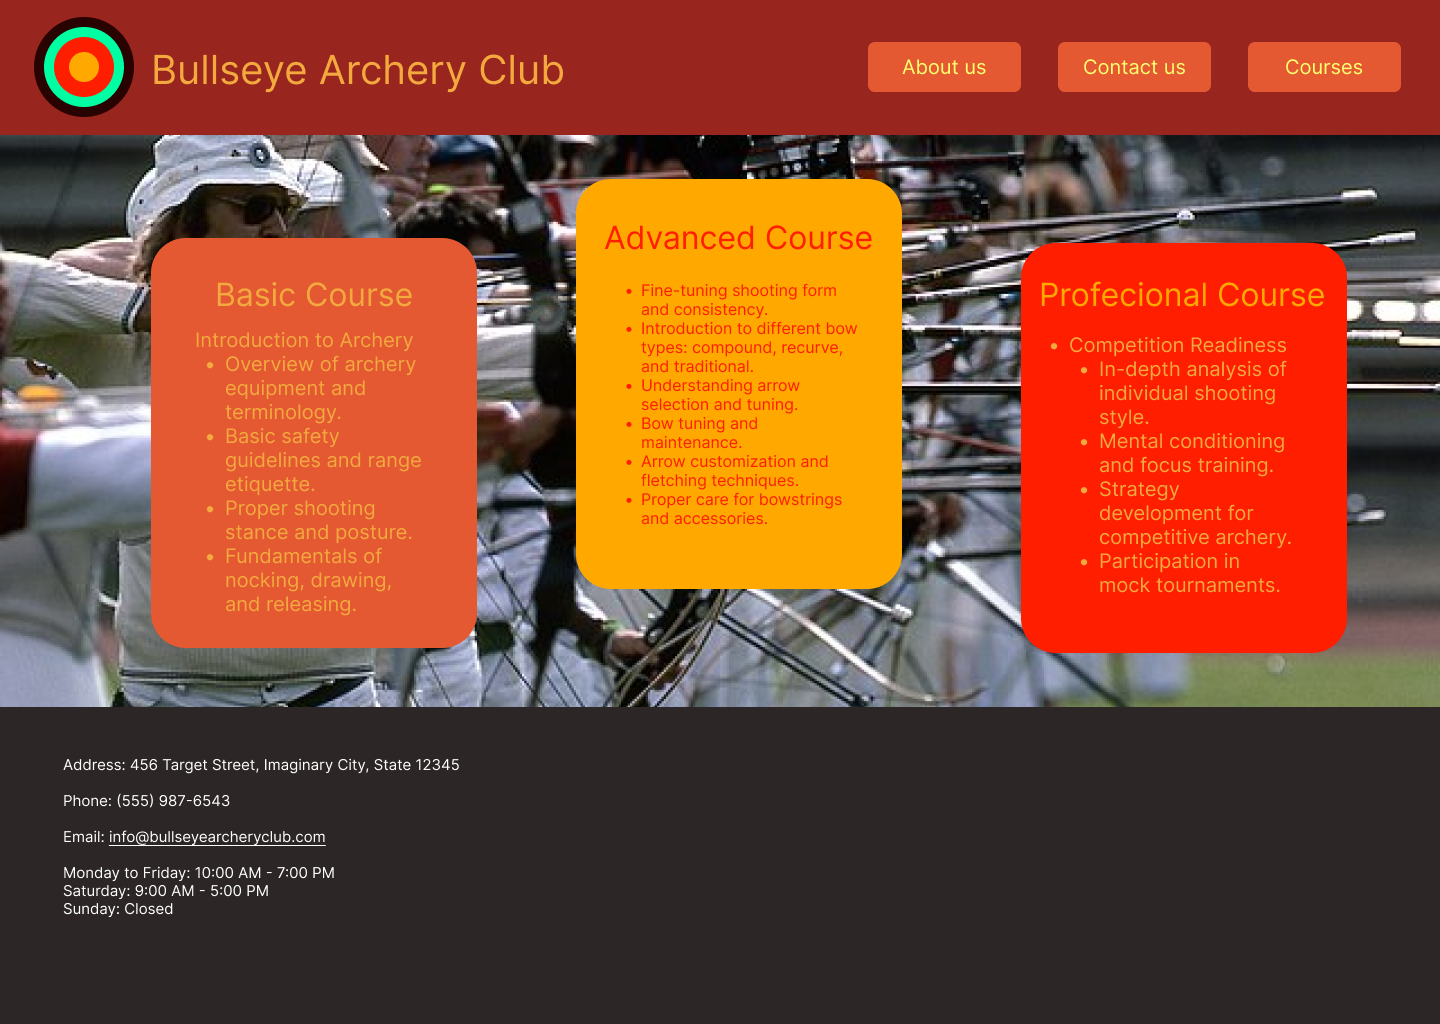 Bullseye Archery Club
About us
Contact us
Courses
Basic Course
Introduction to Archery
• Overview of archery
equipment and
terminology.
• Basic safety
guidelines and range
etiquette.
• Proper shooting
stance and posture.
• Fundamentals of
nocking, drawing,
and releasing.
Advanced Course
• Fine-tuning shooting form
and consistency.
• Introduction to different bow
types: compound, recurve,
and traditional.
• Understanding arrow
selection and tuning.
• Bow tuning and
maintenance.
• Arrow customization and
fletching techniques.
• Proper care for bowstrings
and accessories.
Profecional Course
• Competition Readiness
• In-depth analysis of
individual shooting
style.
• Mental conditioning
and focus training.
• Strategy
development for
competitive archery.
• Participation in
mock tournaments.
Address: 456 Target Street, Imaginary City, State 12345
Phone: (555) 987-6543
Email: info@bullseyearcheryclub.com
Monday to Friday: 10:00 AM - 7:00 PM
Saturday: 9:00 AM - 5:00 PM
Sunday: Closed